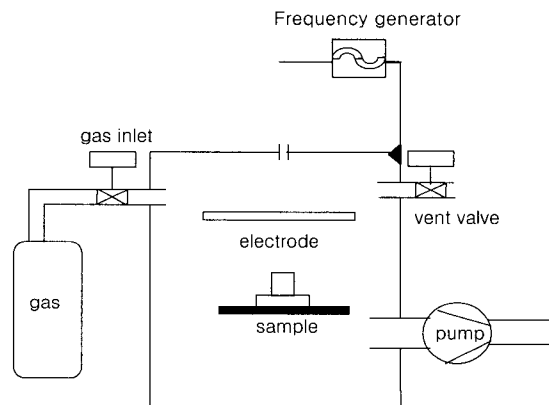 Frequency generator
gas inlet
vent valve
electrode
gas
sample
pump